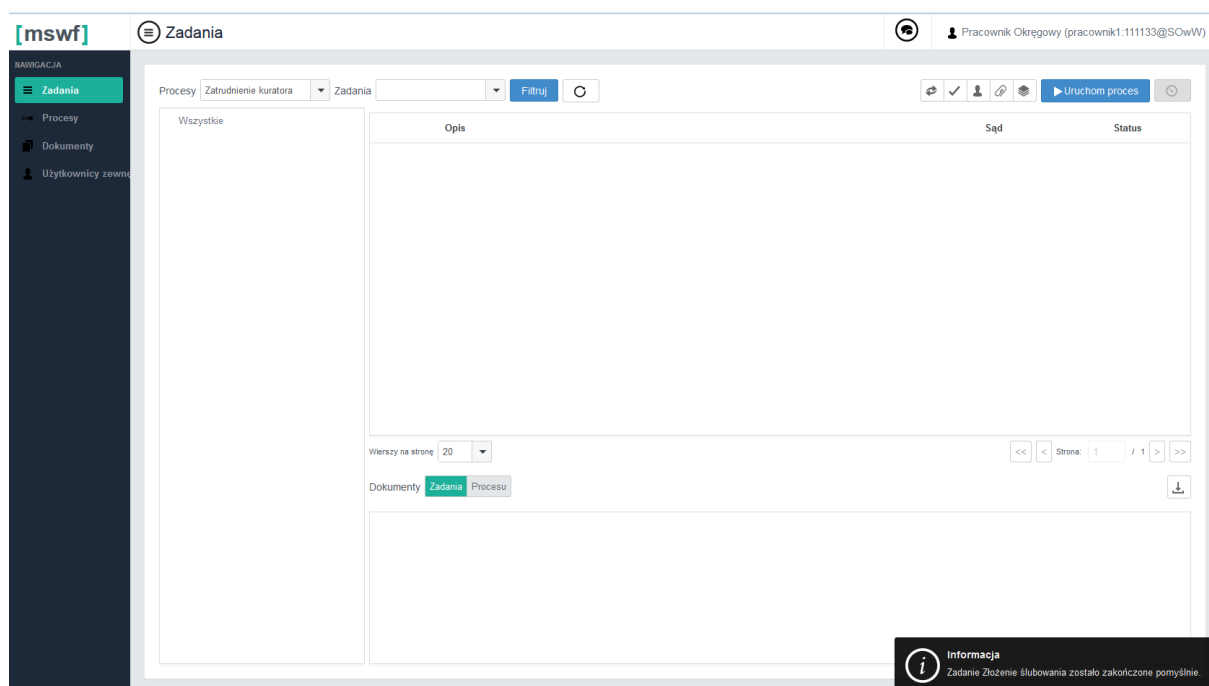 [mswf]
Zadania
Pracownik Okręgowy (pracownik1:111133@SOwW)
NAWIGACJA
Zadania
Procesy
Dokumenty
Użytkownicy zewnę
Procesy Zatrudnienie kuratora Zadania Filtruj Uruchom proces
Wszystkie
Opis Sąd Status
Wierszy na stronę 20 << < Strona: 1 / 1 > >>
Dokumenty Zadania Procesu
Informacja
Zadanie Złożenie ślubowania zostało zakończone pomyślnie.